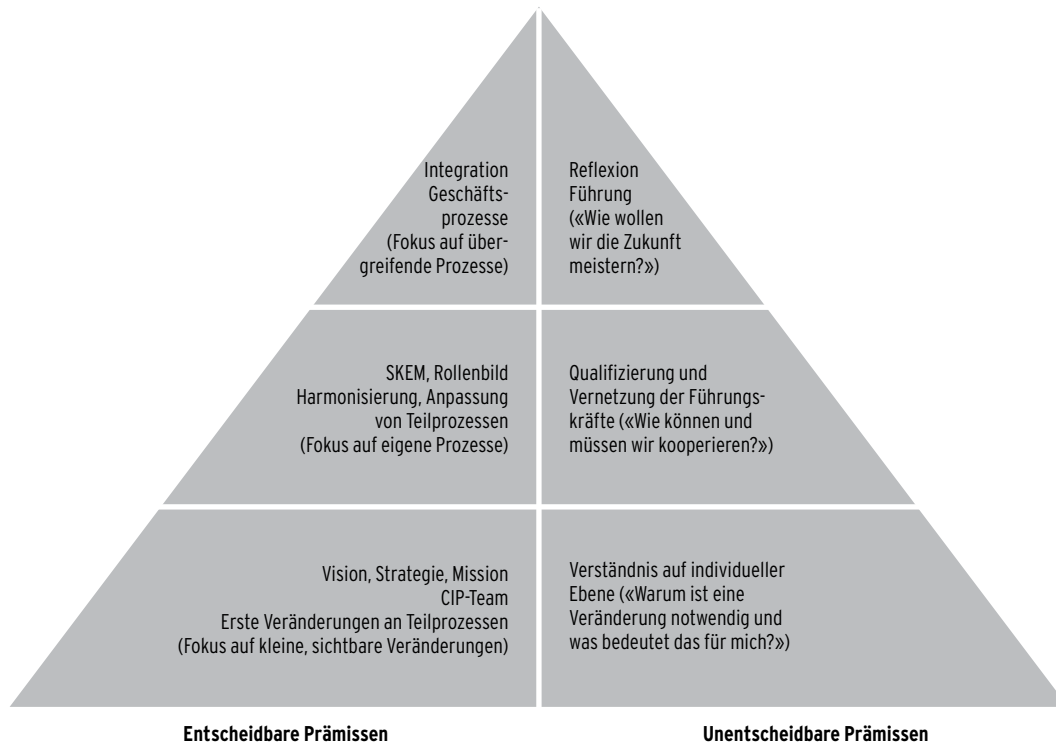 Integration
Geschäfts-
prozesse
(Fokus auf über-
greifende Prozesse)
Reflexion
Führung
(«Wie wollen
wir die Zukunft
meistern?»)
SKEM, Rollenbild
Harmonisierung, Anpassung
von Teilprozessen
(Fokus auf eigene Prozesse)
Qualifizierung und
Vernetzung der Führungs-
kräfte («Wie können und
müssen wir kooperieren?»)
Vision, Strategie, Mission
CIP-Team
Erste Veränderungen an Teilprozessen
(Fokus auf kleine, sichtbare Veränderungen)
Verständnis auf individueller
Ebene («Warum ist eine
Veränderung notwendig und
was bedeutet das für mich?»)
Entscheidbare Prämissen
Unentscheidbare Prämissen